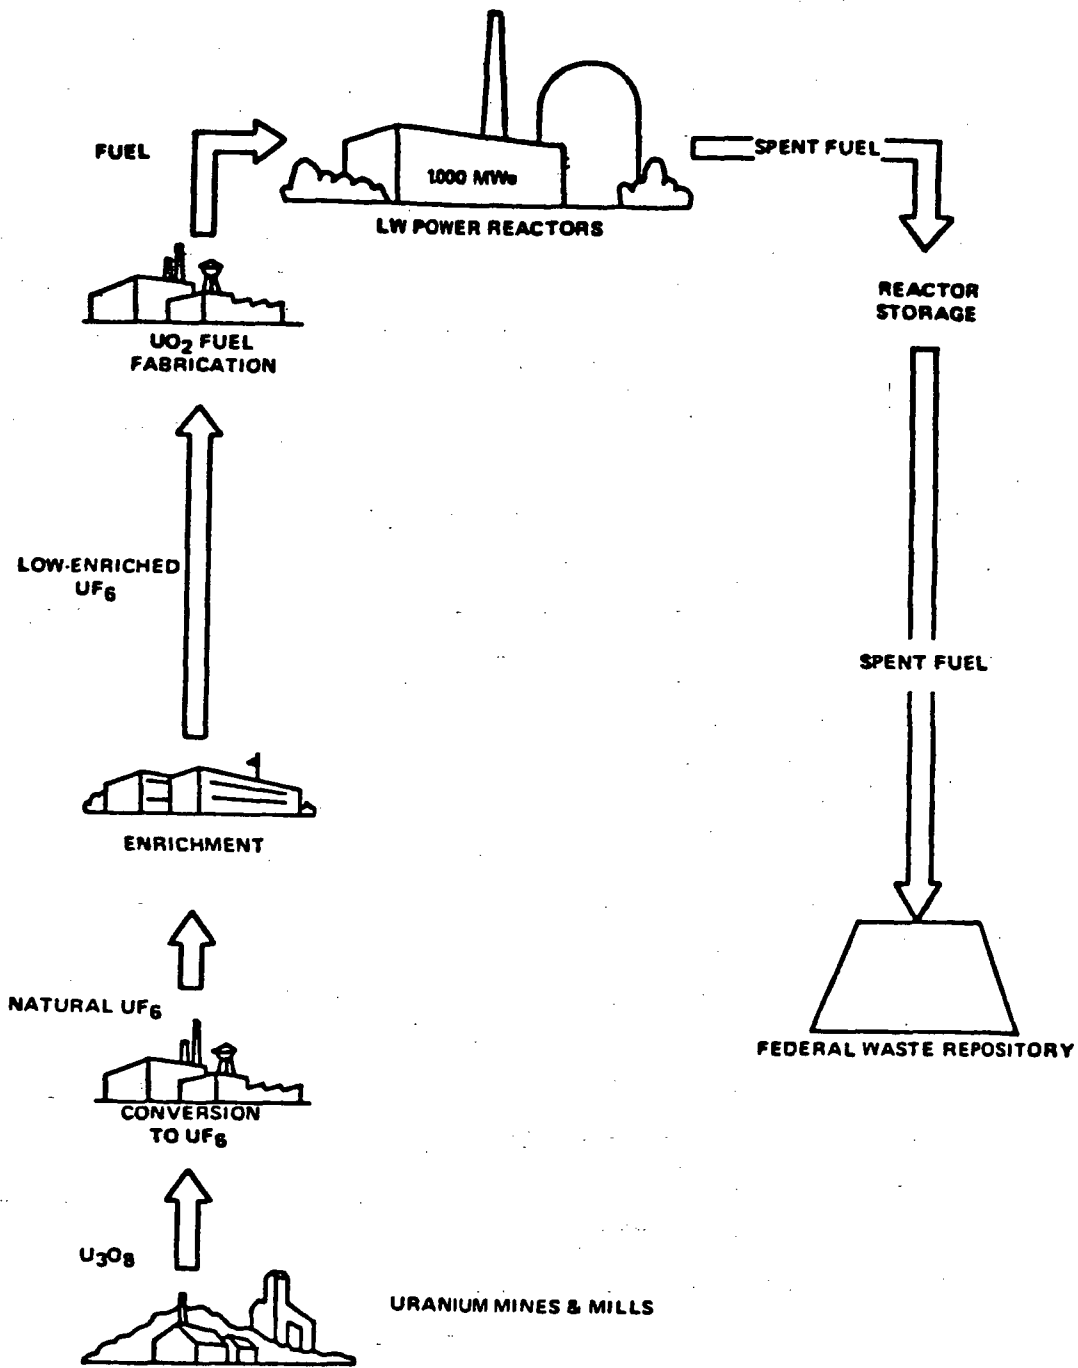 FUEL
1000 MWe
LW POWER REACTORS
SPENT FUEL
REACTOR
STORAGE
UO₂ FUEL
FABRICATION
LOW-ENRICHED
UF₆
SPENT FUEL
ENRICHMENT
NATURAL UF₆
FEDERAL WASTE REPOSITORY
CONVERSION
TO UF₆
U₃O₈
URANIUM MINES & MILLS